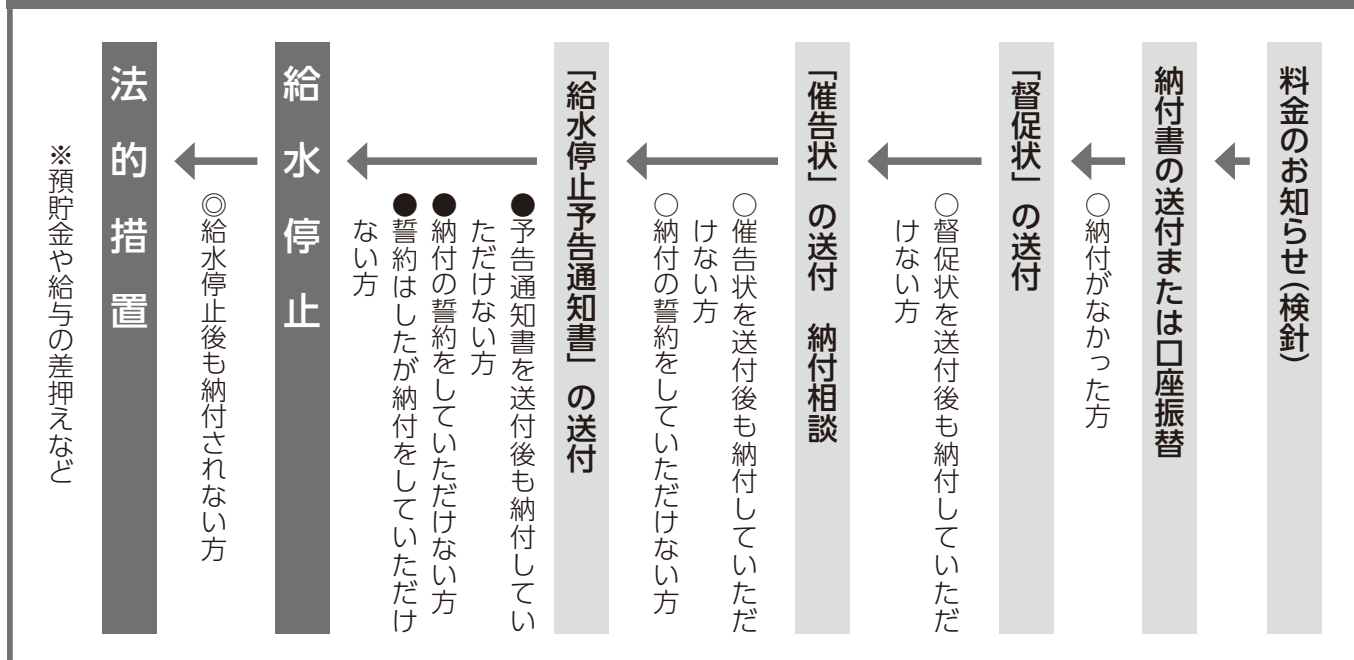 料金のお知らせ（検針）
納付書の送付または口座振替
○納付がなかった方
「督促状」の送付
○督促状を送付後も納付していただ
けない方
「催告状」の送付　納付相談
○催告状を送付後も納付していただ
けない方
○納付の誓約をしていただけない方
「給水停止予告通知書」の送付
●予告通知書を送付後も納付してい
ただけない方
●納付の誓約をしていただけない方
●誓約はしたが納付をしていただけ
ない方
給水停止
◎給水停止後も納付されない方
法的措置
※預貯金や給与の差押えなど